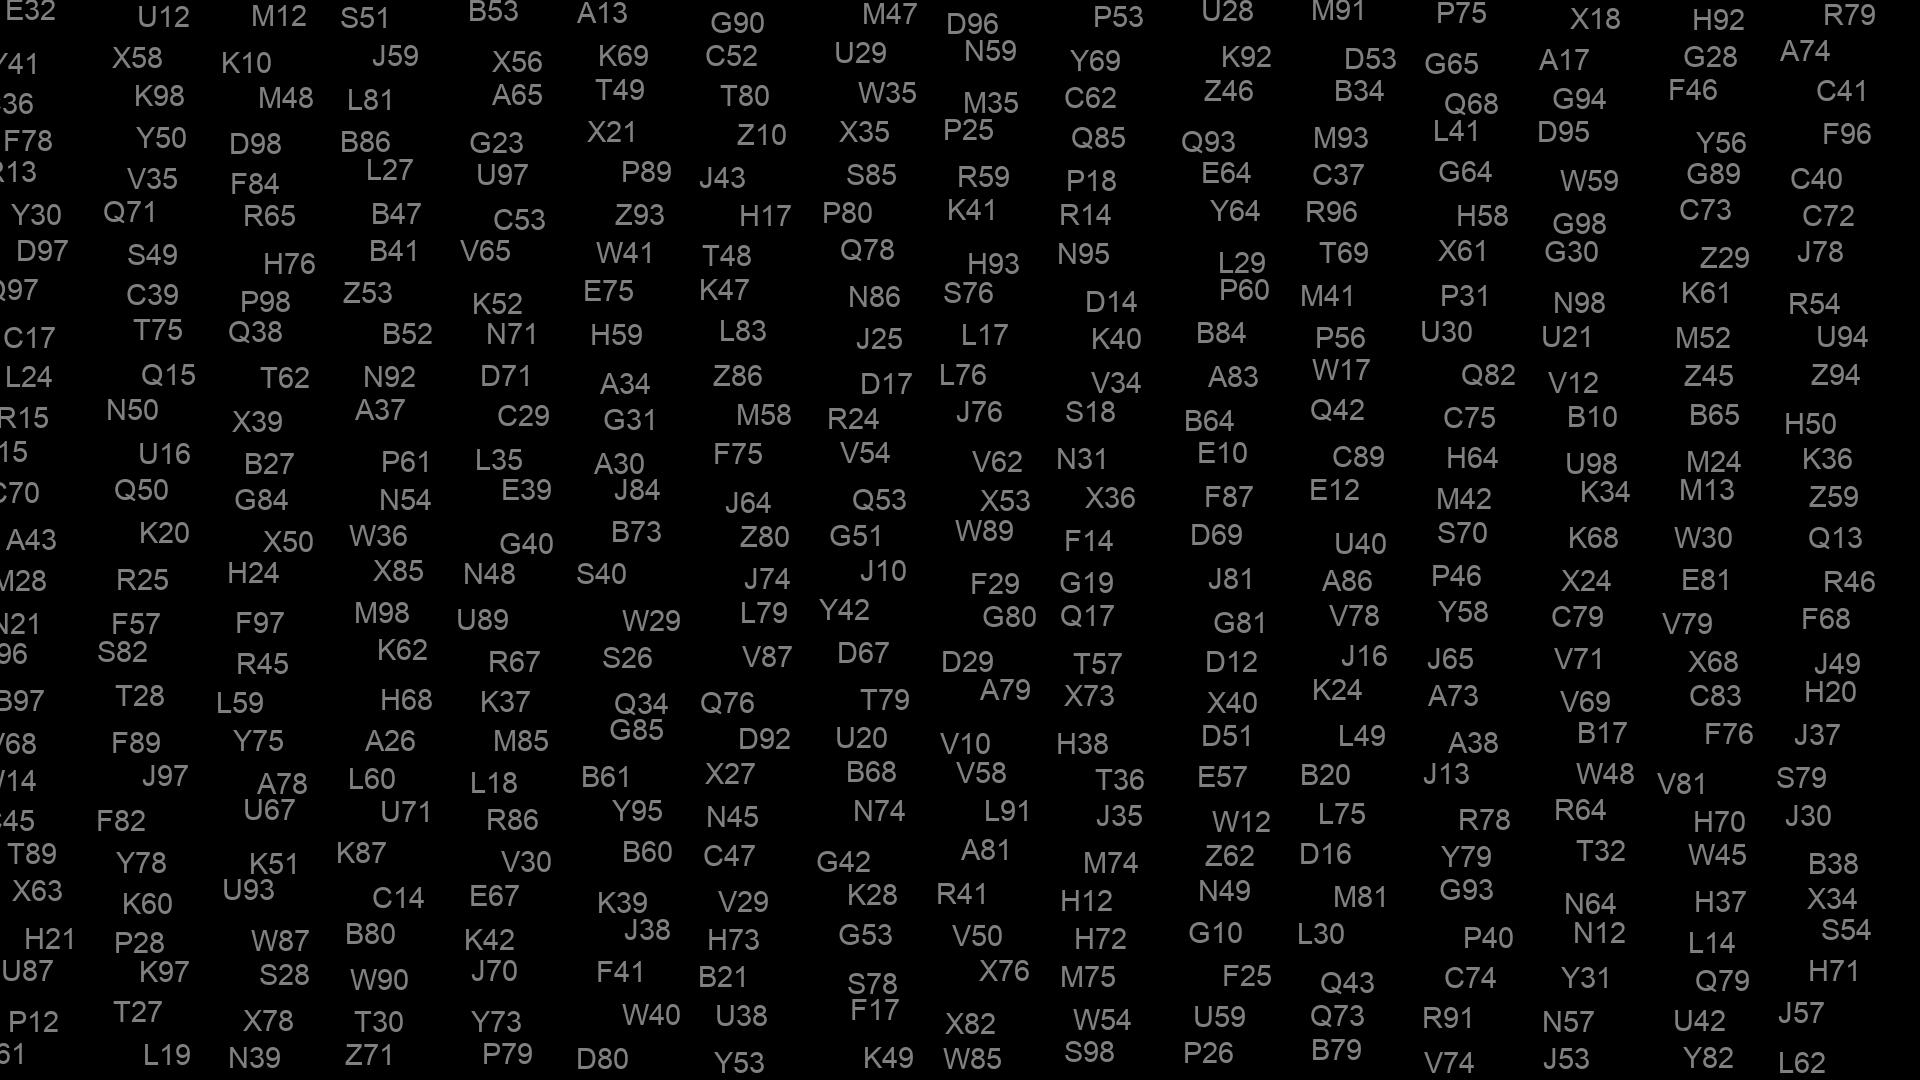 E32 U12 M12 S51 B53 A13 G90 M47 D96 P53 U28 M91 P75 X18 H92 R79
Y41 X58 K10 J59 X56 K69 C52 U29 N59 Y69 K92 D53 G65 A17 G28 A74
36 K98 M48 L81 A65 T49 T80 W35 M35 C62 Z46 B34 Q68 G94 F46 C41
F78 Y50 D98 B86 G23 X21 Z10 X35 P25 Q85 Q93 M93 L41 D95 Y56 F96
R13 V35 F84 L27 U97 P89 J43 S85 R59 P18 E64 C37 G64 W59 G89 C40
Y30 Q71 R65 B47 C53 Z93 H17 P80 K41 R14 Y64 R96 H58 G98 C73 C72
D97 S49 H76 B41 V65 W41 T48 Q78 H93 N95 L29 T69 X61 G30 Z29 J78
Q97 C39 P98 Z53 K52 E75 K47 N86 S76 D14 P60 M41 P31 N98 K61 R54
C17 T75 Q38 B52 N71 H59 L83 J25 L17 K40 B84 P56 U30 U21 M52 U94
L24 Q15 T62 N92 D71 A34 Z86 D17 L76 V34 A83 W17 Q82 V12 Z45 Z94
R15 N50 X39 A37 C29 G31 M58 R24 J76 S18 B64 Q42 C75 B10 B65 H50
15 U16 B27 P61 L35 A30 F75 V54 V62 N31 E10 C89 H64 U98 M24 K36
C70 Q50 G84 N54 E39 J84 J64 Q53 X53 X36 F87 E12 M42 K34 M13 Z59
A43 K20 X50 W36 G40 B73 Z80 G51 W89 F14 D69 U40 S70 K68 W30 Q13
M28 R25 H24 X85 N48 S40 J74 J10 F29 G19 J81 A86 P46 X24 E81 R46
N21 F57 F97 M98 U89 W29 L79 Y42 G80 Q17 G81 V78 Y58 C79 V79 F68
96 S82 R45 K62 R67 S26 V87 D67 D29 T57 D12 J16 J65 V71 X68 J49
B97 T28 L59 H68 K37 Q34 Q76 T79 A79 X73 X40 K24 A73 V69 C83 H20
V68 F89 Y75 A26 M85 G85 D92 U20 V10 H38 D51 L49 A38 B17 F76 J37
W14 J97 A78 L60 L18 B61 X27 B68 V58 T36 E57 B20 J13 W48 V81 S79
45 F82 U67 U71 R86 Y95 N45 N74 L91 J35 W12 L75 R78 R64 H70 J30
T89 Y78 K51 K87 V30 B60 C47 G42 A81 M74 Z62 D16 Y79 T32 W45 B38
X63 K60 U93 C14 E67 K39 V29 K28 R41 H12 N49 M81 G93 N64 H37 X34
H21 P28 W87 B80 K42 J38 H73 G53 V50 H72 G10 L30 P40 N12 L14 S54
U87 K97 S28 W90 J70 F41 B21 S78 X76 M75 F25 Q43 C74 Y31 Q79 H71
P12 T27 X78 T30 Y73 W40 U38 F17 X82 W54 U59 Q73 R91 N57 U42 J57
61 L19 N39 Z71 P79 D80 Y53 K49 W85 S98 P26 B79 V74 J53 Y82 L62